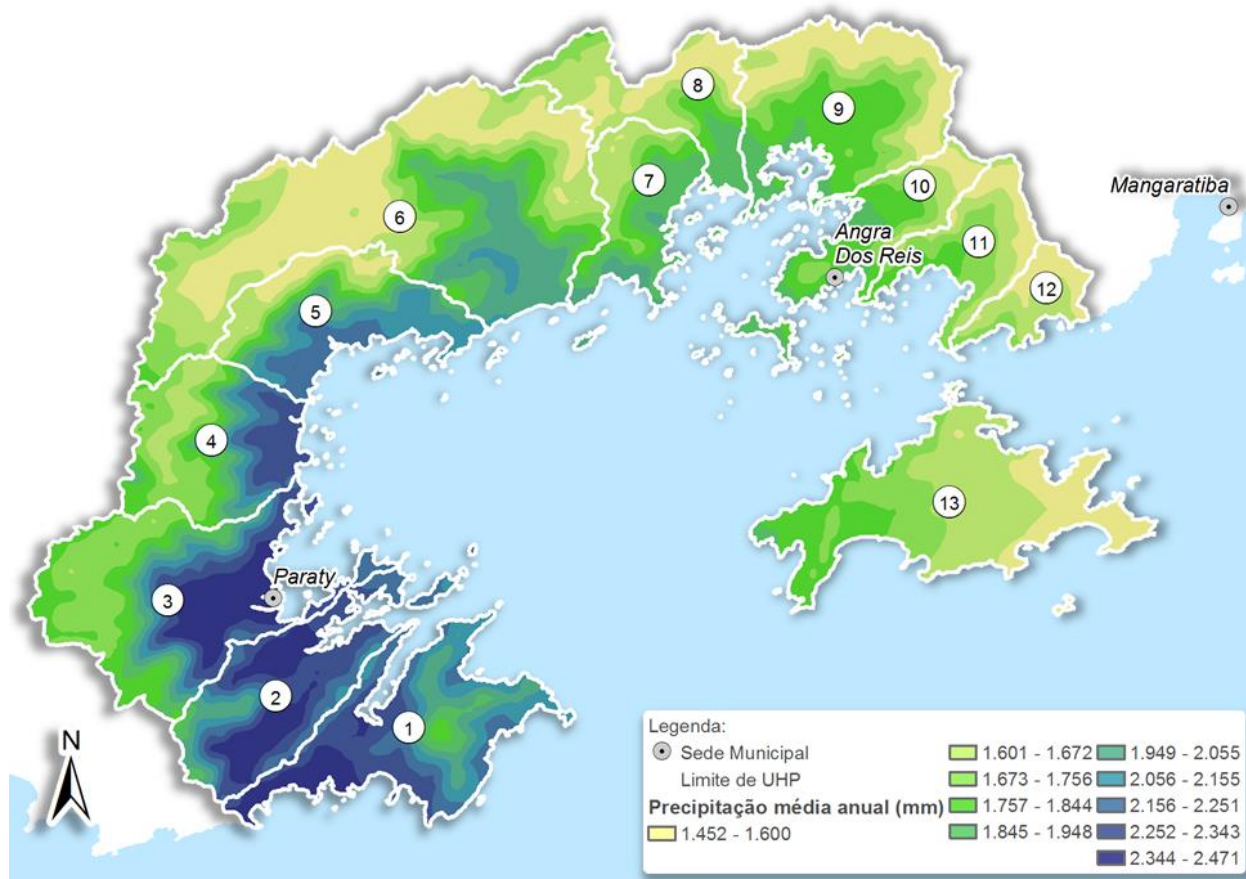 8
9
7
10
Mangaratiba
6
11
Angra
Dos Reis
12
5
4
13
3
Paraty
2
1
N
Legenda:
Sede Municipal
Limite de UHP
Precipitação média anual (mm)
1.452 - 1.600
1.601 - 1.672
1.673 - 1.756
1.757 - 1.844
1.845 - 1.948
1.949 - 2.055
2.056 - 2.155
2.156 - 2.251
2.252 - 2.343
2.344 - 2.471